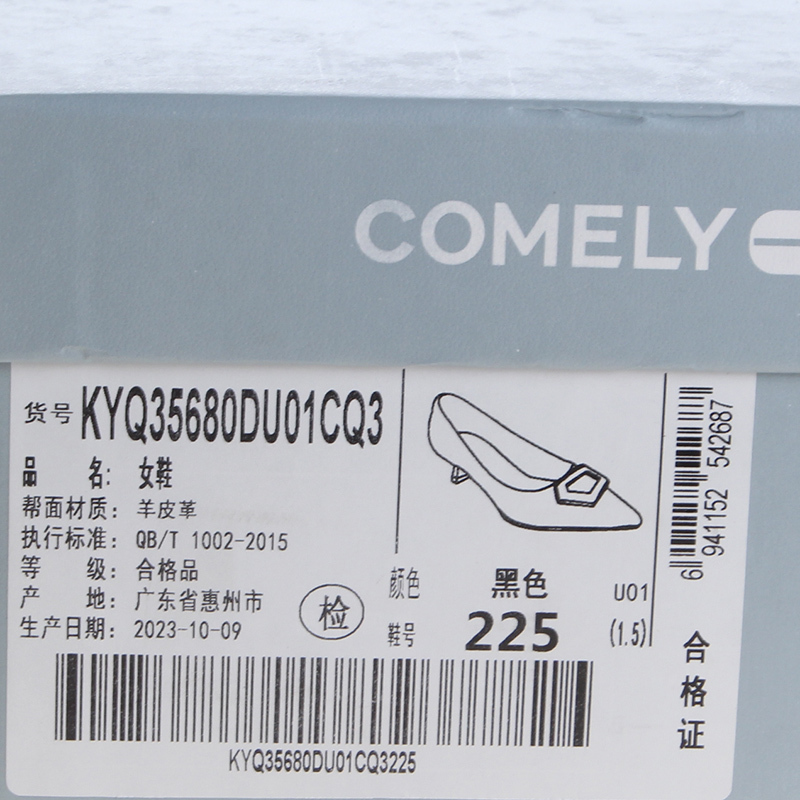 COMELY
货号 KYQ35680DU01CQ3
品 名: 女鞋
帮面材质: 羊皮革
执行标准: QB/T 1002-2015
等 级: 合格品
产 地: 广东省惠州市
生产日期: 2023-10-09
检
颜色 黑色 U01
鞋号 225 (1.5)
KYQ35680DU01CQ3225
6 941152 542687
合格证